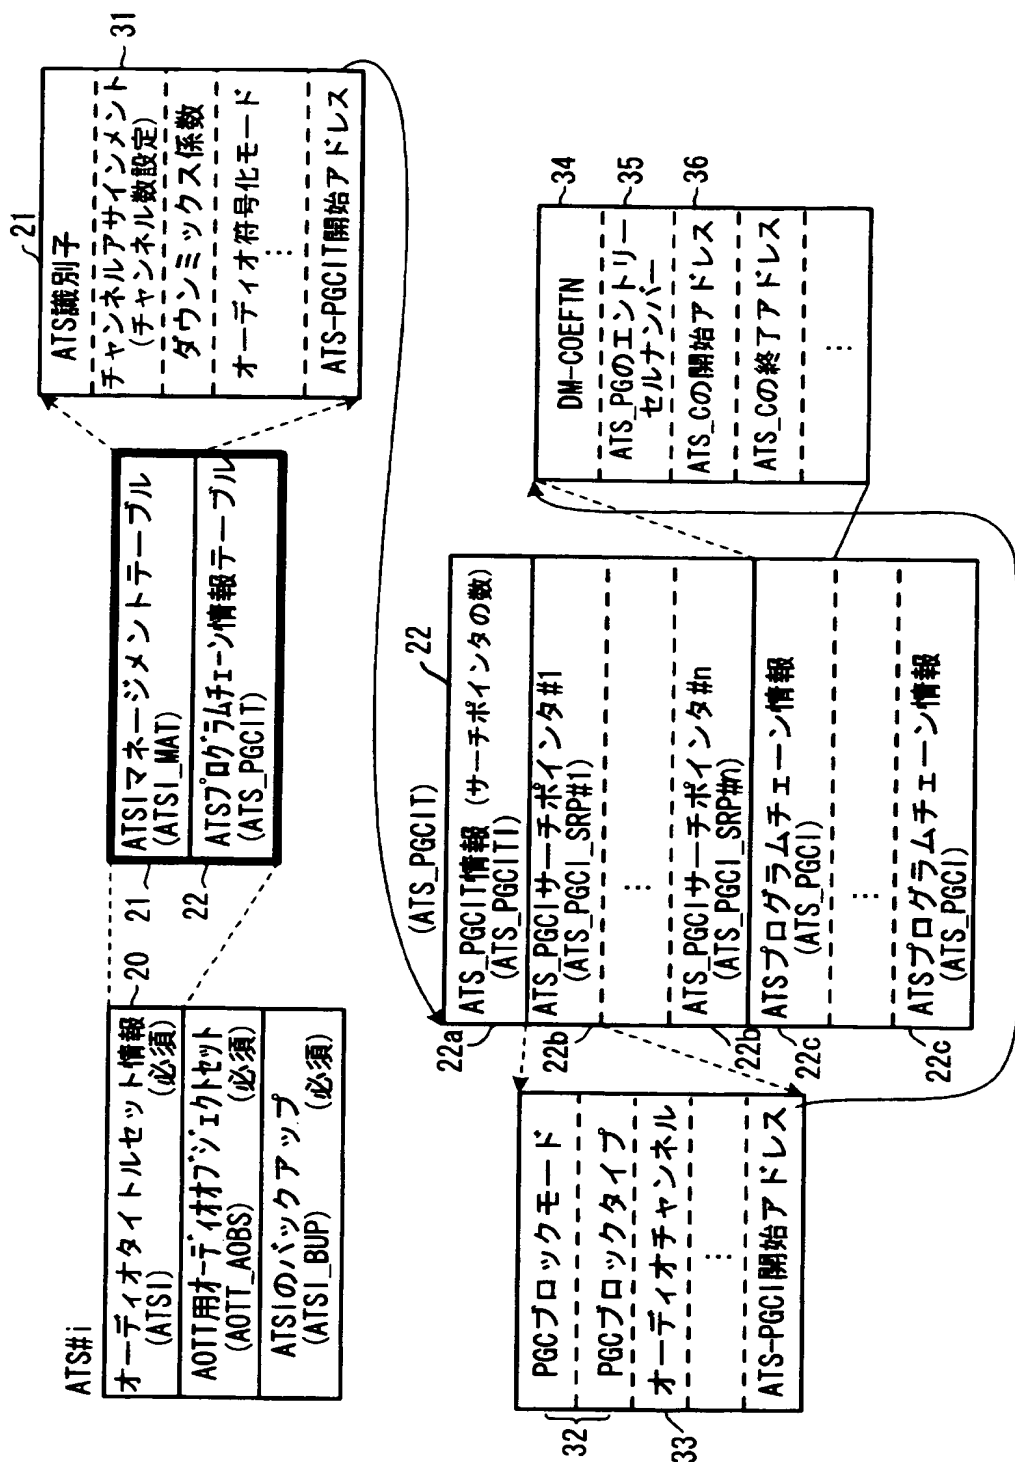 ATS#i
オーディオタイトルセット情報
(ATSI)
(必須)
20
AOTT用オーディオオブジェクトセット
(AOTT_AOBS)
(必須)
ATSIのバックアップ
(ATSI_BUP)
(必須)
ATSIマネージメントテーブル
(ATSI_MAT)
21
ATSプログラムチェーン情報テーブル
(ATS_PGCIT)
22
21
ATS識別子
チャンネルアサインメント
(チャンネル数設定)
31
ダウンミックス係数
オーディオ符号化モード
⋮
ATS-PGCIT開始アドレス
PGCブロックモード
PGCブロックタイプ
32
オーディオチャンネル
33
⋮
ATS-PGCI開始アドレス
(ATS_PGCIT)
22
ATS_PGCIT情報 (サーチポインタの数)
(ATS_PGCITI)
22a
ATS_PGCIサーチポインタ#1
(ATS_PGCI_SRP#1)
22b
⋮
ATS_PGCIサーチポインタ#n
(ATS_PGCI_SRP#n)
22b
ATSプログラムチェーン情報
(ATS_PGCI)
22c
⋮
ATSプログラムチェーン情報
(ATS_PGCI)
22c
DM-COEFTN
34
ATS_PGのエントリー
セルナンバー
35
ATS_Cの開始アドレス
36
ATS_Cの終了アドレス
⋮